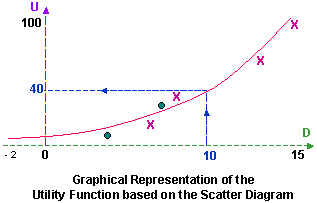 U
100
40
D
- 2
0
10
15
Graphical Representation of the
Utility Function based on the Scatter Diagram